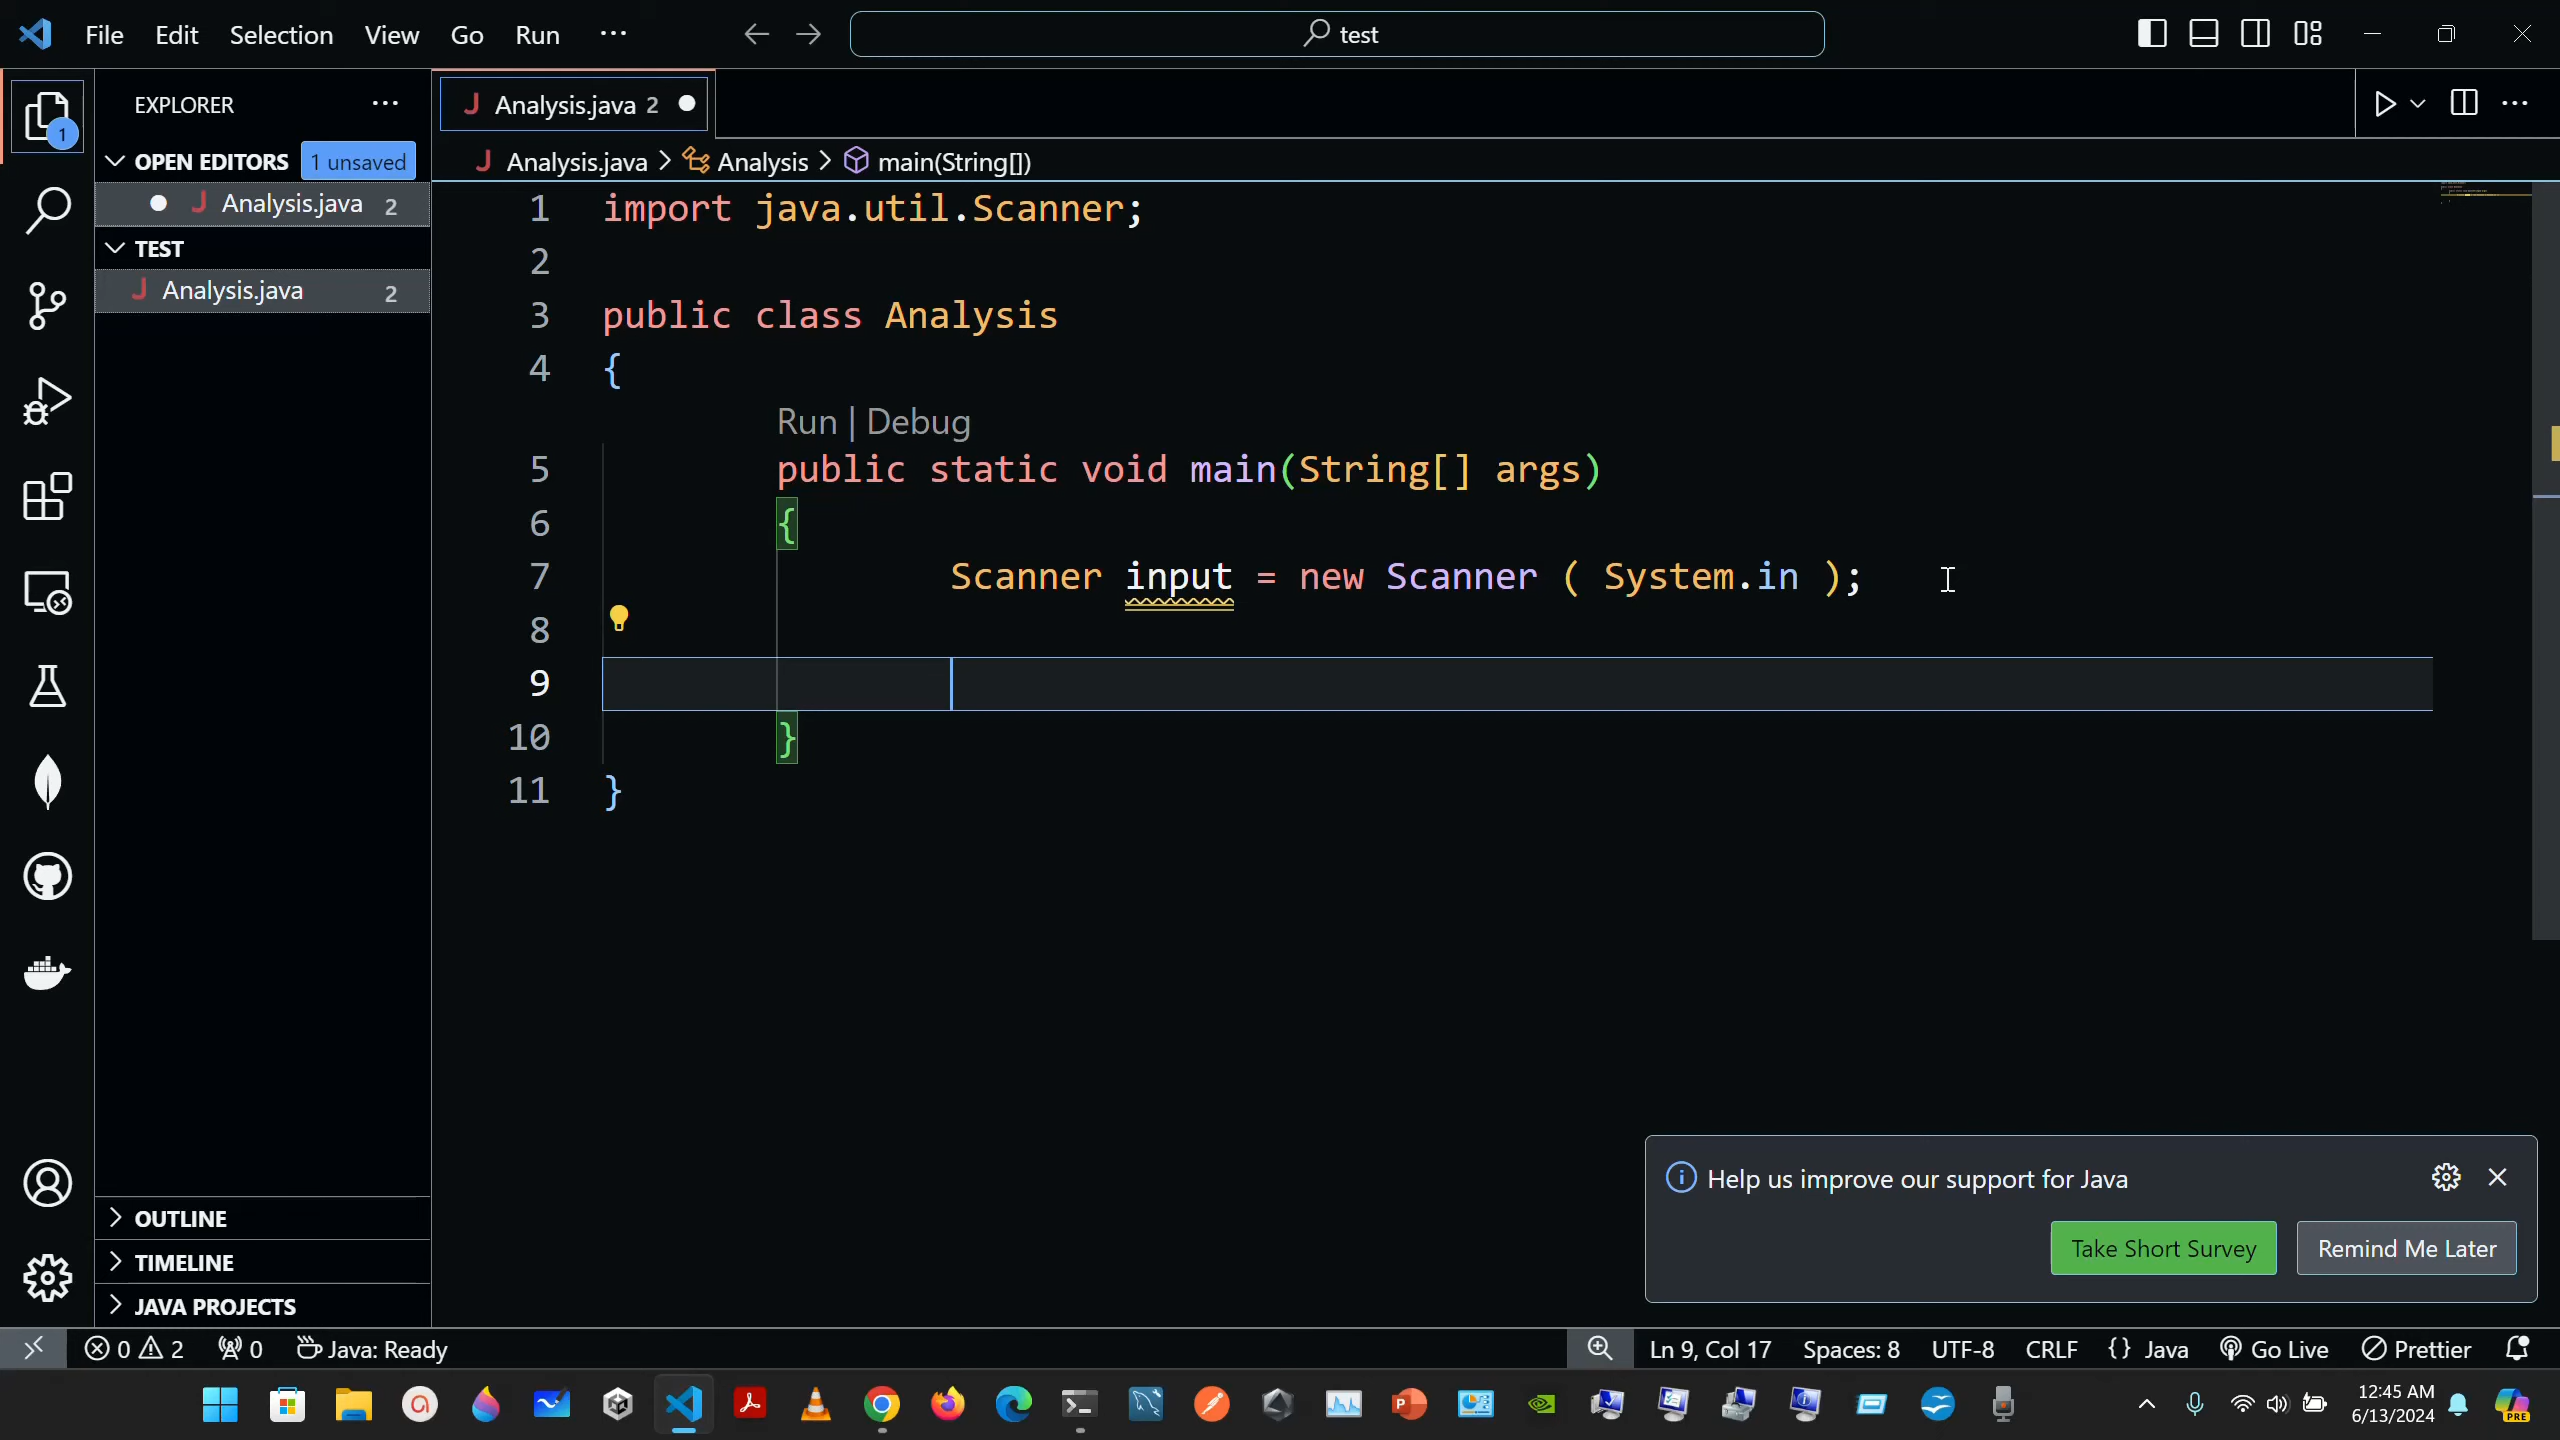 File Edit Selection View Go Run ··· test
EXPLORER ···
1
OPEN EDITORS 1 unsaved
Analysis.java 2
TEST
Analysis.java 2
OUTLINE
TIMELINE
JAVA PROJECTS
Analysis.java 2
Analysis.java > Analysis > main(String[])
1 import java.util.Scanner;
2
3 public class Analysis
4 {
Run | Debug
5 public static void main(String[] args)
6 {
7 Scanner input = new Scanner ( System.in );
8
9
10 }
11 }
Help us improve our support for Java
Take Short Survey Remind Me Later
0 2 0 Java: Ready Ln 9, Col 17 Spaces: 8 UTF-8 CRLF {} Java Go Live Prettier
12:45 AM
6/13/2024
PRE